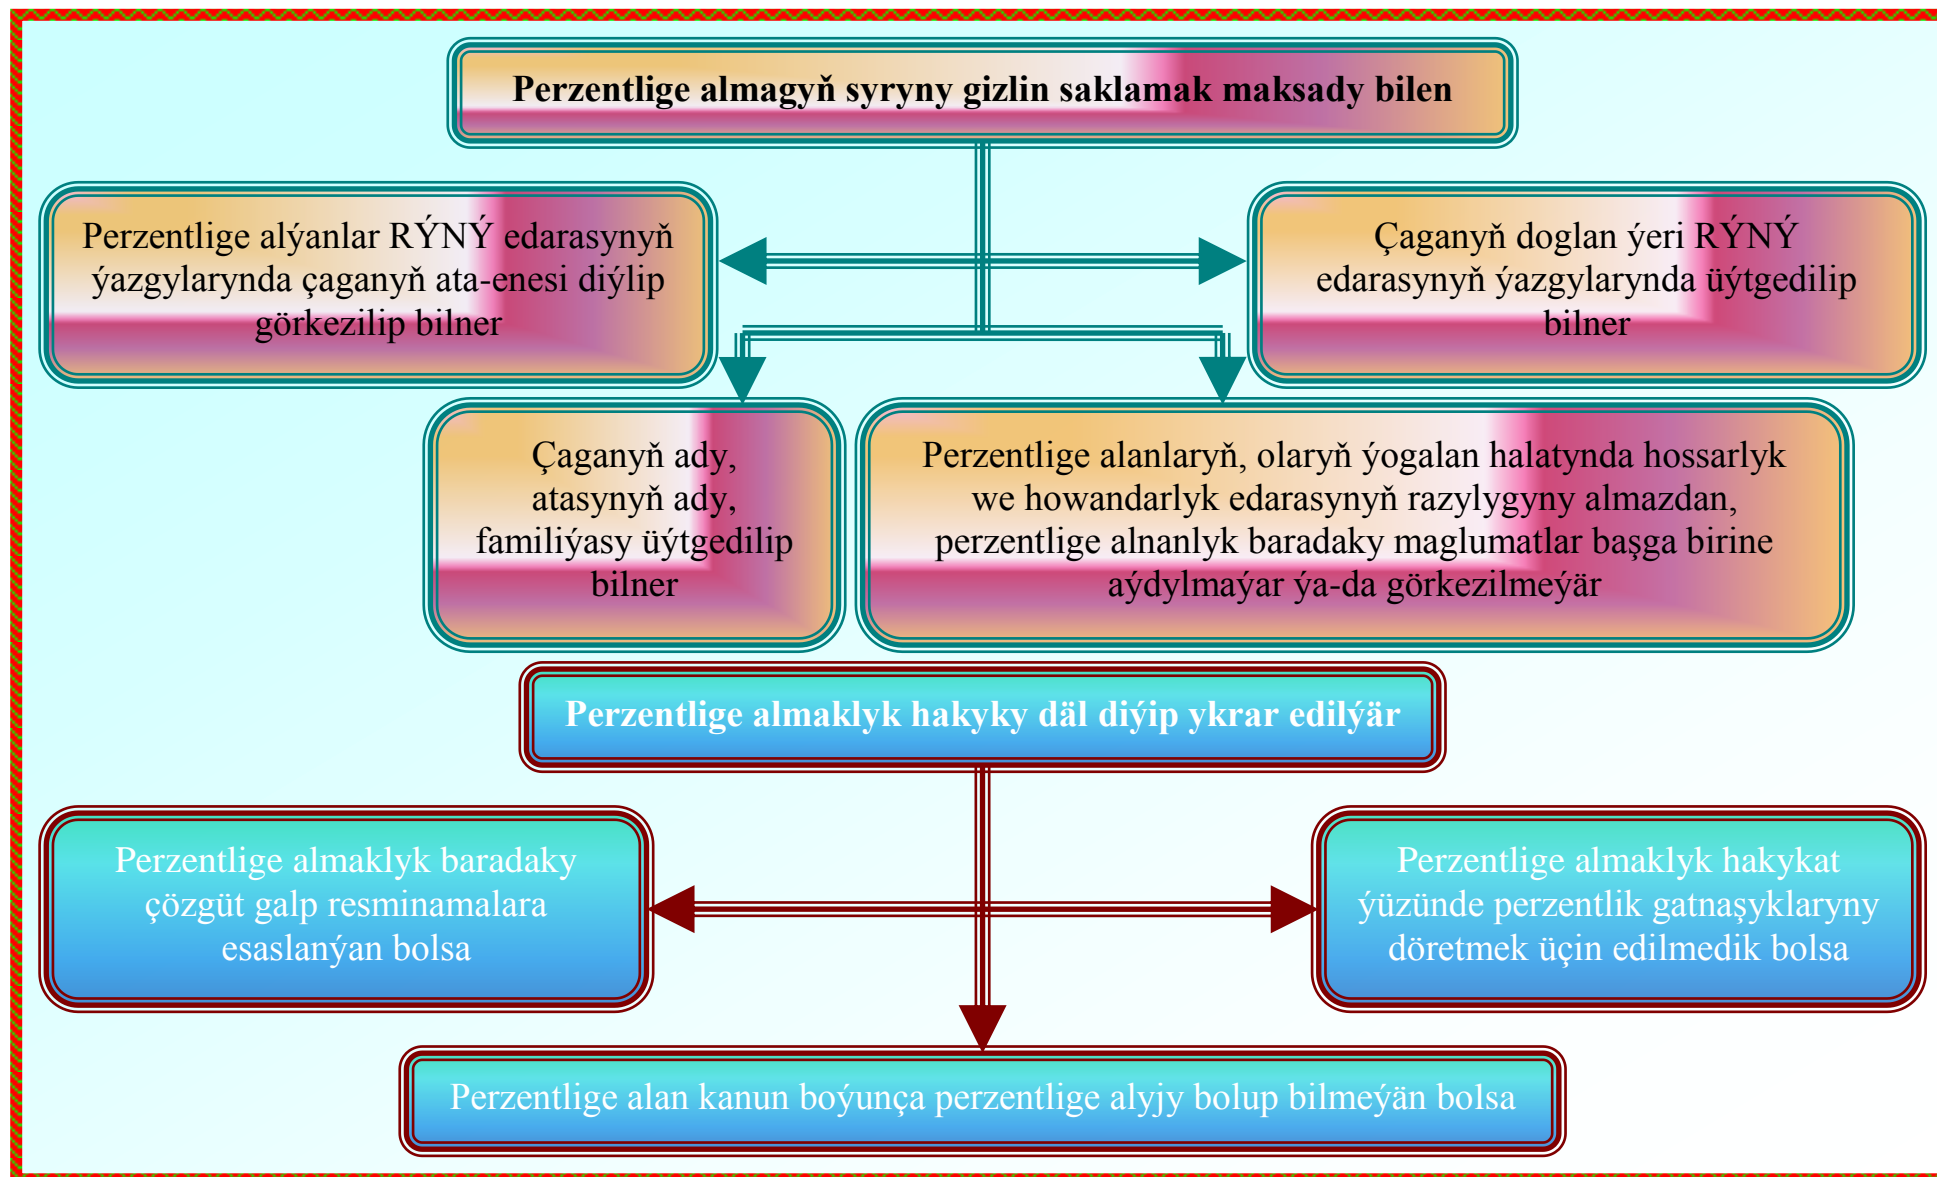 Perzentlige almagyň syryny gizlin saklamak maksady bilen
Perzentlige alýanlar RÝNÝ edarasynyň
ýazgylarynda çaganyň ata-enesi diýlip
görkezilip bilner
Çaganyň doglan ýeri RÝNÝ
edarasynyň ýazgylarynda üýtgedilip
bilner
Çaganyň ady,
atasynyň ady,
familiýasy üýtgedilip
bilner
Perzentlige alanlaryň, olaryň ýogalan halatynda hossarlyk
we howandarlyk edarasynyň razylygyny almazdan,
perzentlige alnanlyk baradaky maglumatlar başga birine
aýdylmaýar ýa-da görkezilmeýär
Perzentlige almaklyk hakyky däl diýip ykrar edilýär
Perzentlige almaklyk baradaky
çözgüt galp resminamalara
esaslanýan bolsa
Perzentlige almaklyk hakykat
ýüzünde perzentlik gatnaşyklaryny
döretmek üçin edilmedik bolsa
Perzentlige alan kanun boýunça perzentlige alyjy bolup bilmeýän bolsa